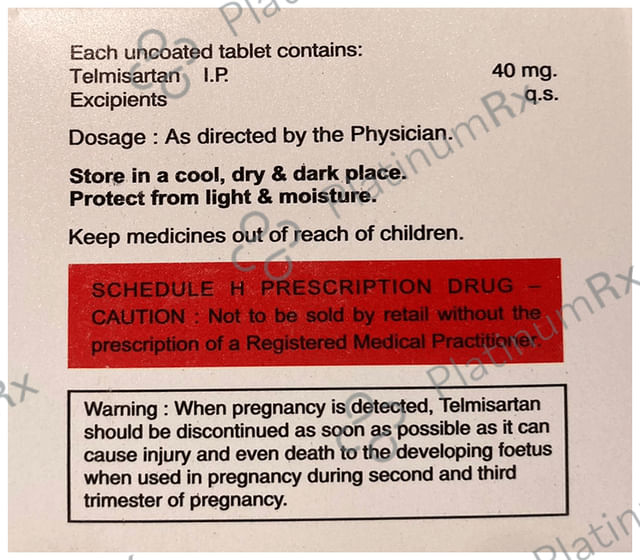 Each uncoated tablet contains:
Telmisartan I.P. 40 mg.
Excipients q.s.
Dosage : As directed by the Physician.
Store in a cool, dry & dark place.
Protect from light & moisture.
Keep medicines out of reach of children.
SCHEDULE H PRESCRIPTION DRUG –
CAUTION : Not to be sold by retail without the
prescription of a Registered Medical Practitioner.
Warning : When pregnancy is detected, Telmisartan
should be discontinued as soon as possible as it can
cause injury and even death to the developing foetus
when used in pregnancy during second and third
trimester of pregnancy.
PlatinumRx
PlatinumRx
Rx
Platin
Platinu